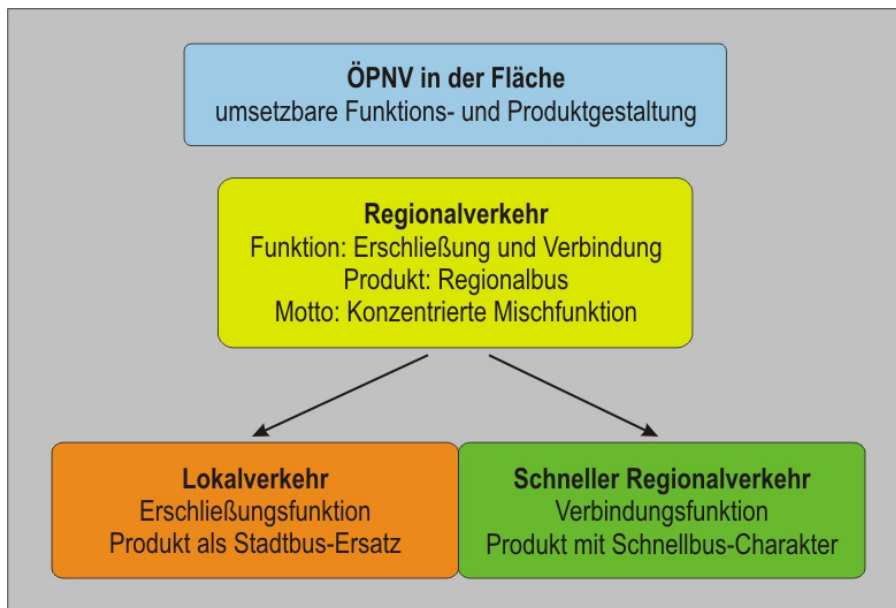 ÖPNV in der Fläche
umsetzbare Funktions- und Produktgestaltung
Regionalverkehr
Funktion: Erschließung und Verbindung
Produkt: Regionalbus
Motto: Konzentrierte Mischfunktion
Lokalverkehr
Erschließungsfunktion
Produkt als Stadtbus-Ersatz
Schneller Regionalverkehr
Verbindungsfunktion
Produkt mit Schnellbus-Charakter